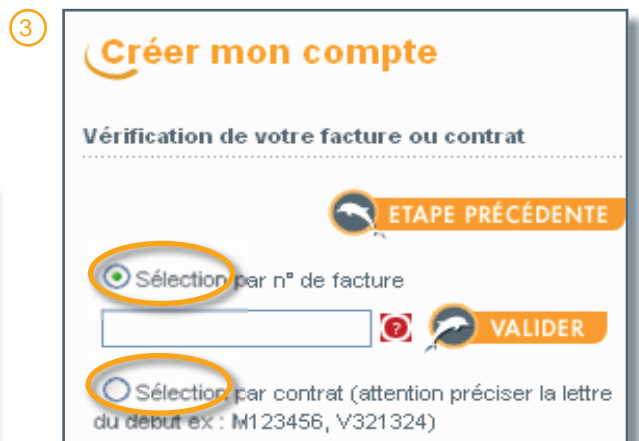 3
Créer mon compte
Vérification de votre facture ou contrat
ETAPE PRÉCÉDENTE
Sélection par n° de facture
? VALIDER
Sélection par contrat (attention préciser la lettre
du début ex : M123456, V321324)